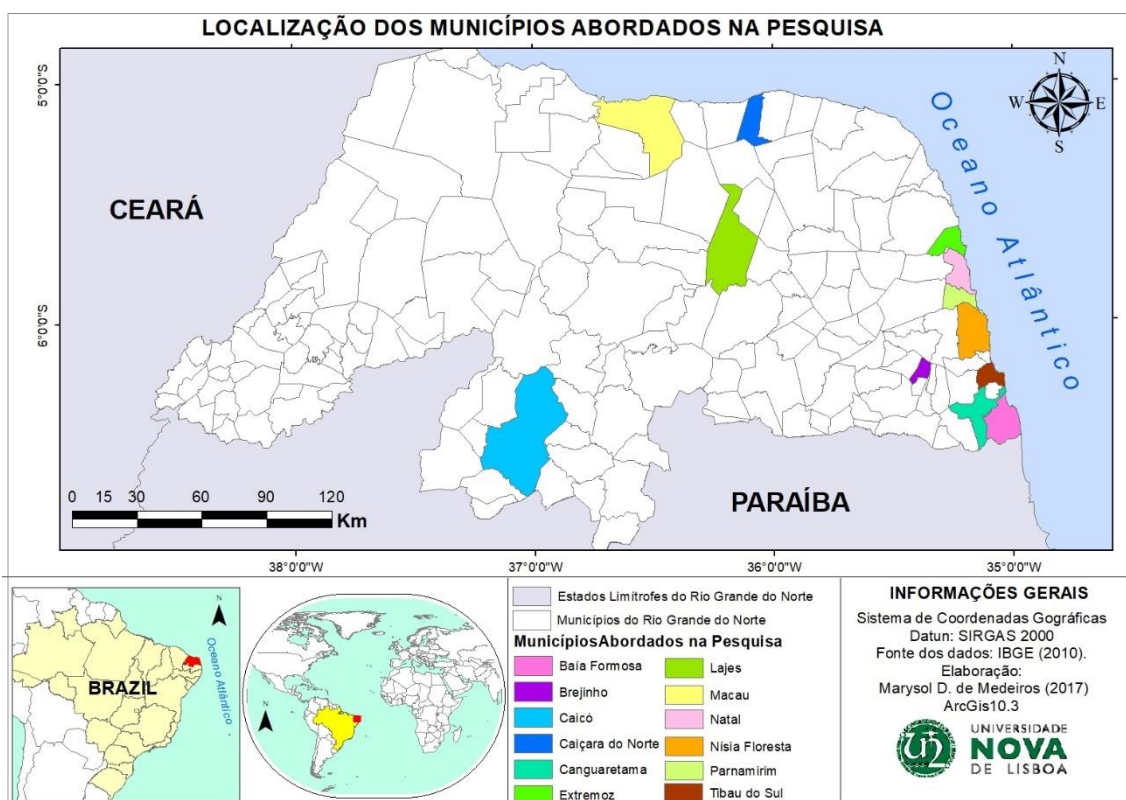 LOCALIZAÇÃO DOS MUNICÍPIOS ABORDADOS NA PESQUISA
5°0'0"S
6°0'0"S
N
W
E
S
Oceano Atlântico
CEARÁ
PARAÍBA
0 15 30 60 90 120
Km
38°0'0"W
37°0'0"W
36°0'0"W
35°0'0"W
BRAZIL
Oceano Atlântico
Estados Limítrofes do Rio Grande do Norte
Municípios do Rio Grande do Norte
MunicípiosAbordados na Pesquisa
Baía Formosa
Brejinho
Caicó
Caiçara do Norte
Canguaretama
Extremoz
Lajes
Macau
Natal
Nísia Floresta
Parnamirim
Tibau do Sul
INFORMAÇÕES GERAIS
Sistema de Coordenadas Gográficas
Datun: SIRGAS 2000
Fonte dos dados: IBGE (2010).
Elaboração:
Marysol D. de Medeiros (2017)
ArcGis10.3
UNIVERSIDADE
NOVA
DE LISBOA